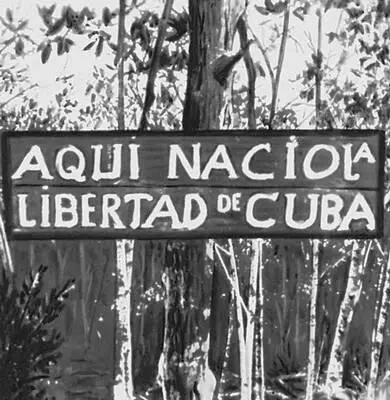 AQUI NACIO LA
LIBERTAD DE CUBA